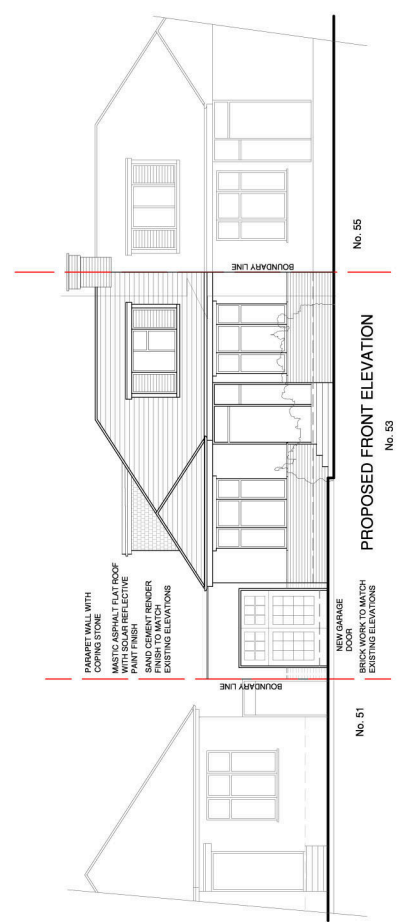 PARAPET WALL WITH
COPING STONE
MASTIC ASPHALT FLAT ROOF
WITH SOLAR REFLECTIVE
PAINT FINISH
SAND CEMENT RENDER
FINISH TO MATCH
EXISTING ELEVATIONS
BOUNDARY LINE
BOUNDARY LINE
NEW GARAGE
DOOR
BRICK WORK TO MATCH
EXISTING ELEVATIONS
No. 51
PROPOSED FRONT ELEVATION
No. 53
No. 55